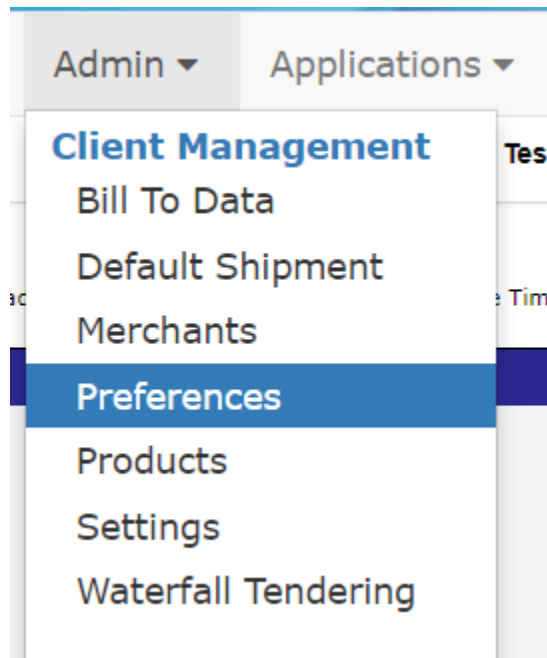 Admin Applications
Client Management
Bill To Data
Default Shipment
Merchants
Preferences
Products
Settings
Waterfall Tendering